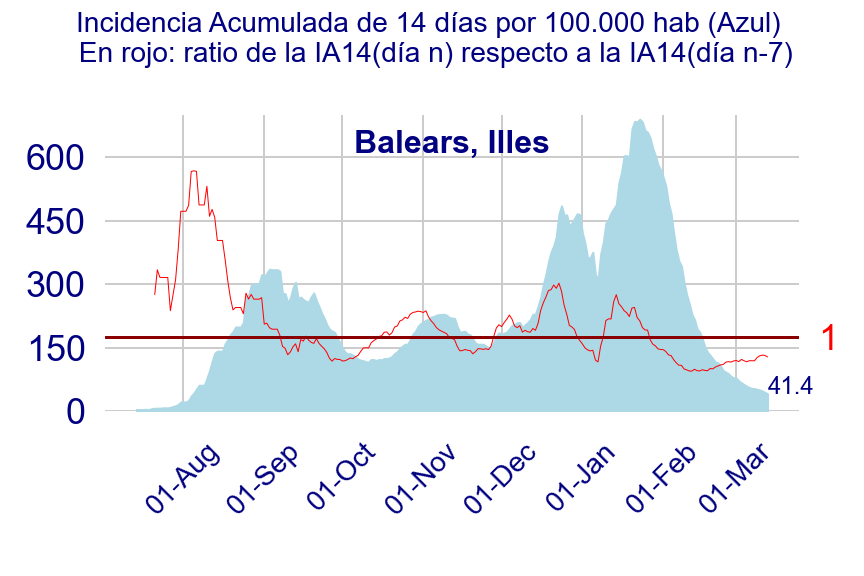 Incidencia Acumulada de 14 días por 100.000 hab (Azul)
En rojo: ratio de la IA14(día n) respecto a la IA14(día n-7)
Balears, Illes
600
450
300
150
0
1
41.4
01-Aug
01-Sep
01-Oct
01-Nov
01-Dec
01-Jan
01-Feb
01-Mar